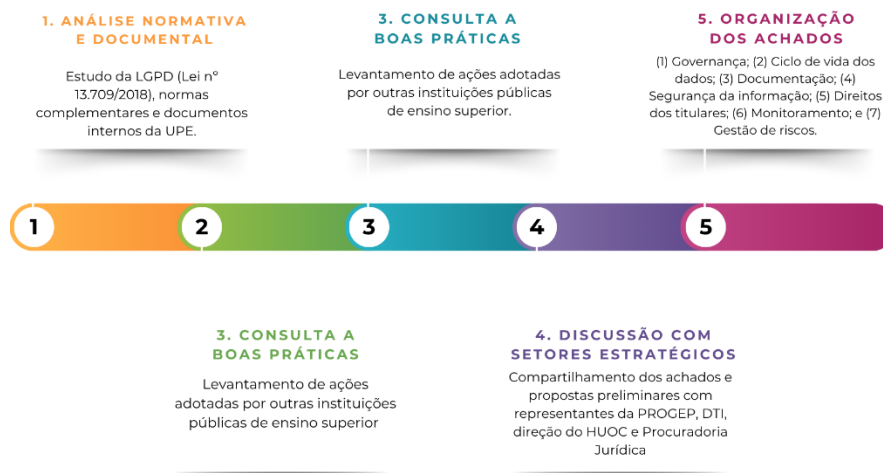 1. ANÁLISE NORMATIVA
E DOCUMENTAL
Estudo da LGPD (Lei nº
13.709/2018), normas
complementares e documentos
internos da UPE.
3. CONSULTA A
BOAS PRÁTICAS
Levantamento de ações adotadas
por outras instituições públicas
de ensino superior.
5. ORGANIZAÇÃO
DOS ACHADOS
(1) Governança; (2) Ciclo de vida dos
dados; (3) Documentação; (4)
Segurança da informação; (5) Direitos
dos titulares; (6) Monitoramento; e (7)
Gestão de riscos.
1
2
3
4
5
3. CONSULTA A
BOAS PRÁTICAS
Levantamento de ações
adotadas por outras instituições
públicas de ensino superior
4. DISCUSSÃO COM
SETORES ESTRATÉGICOS
Compartilhamento dos achados e
propostas preliminares com
representantes da PROGEP, DTI,
direção do HUOC e Procuradoria
Jurídica